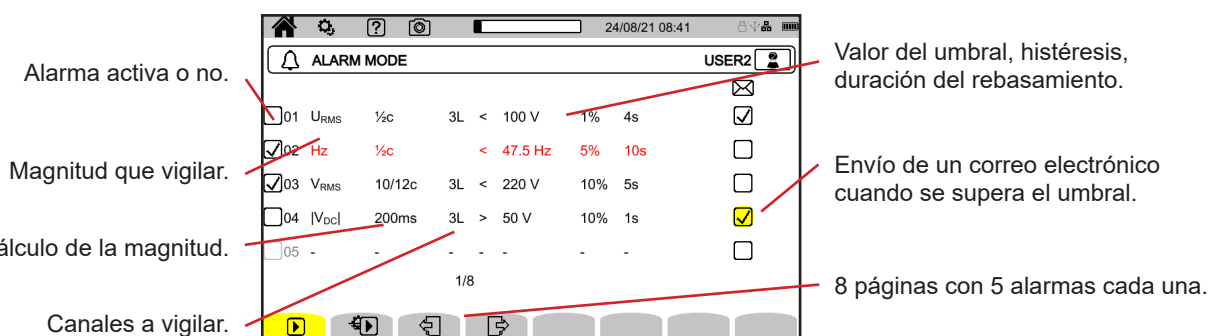 24/08/21 08:41
ALARM MODE
USER2
01 URMS ½c 3L < 100 V 1% 4s
02 Hz ½c < 47.5 Hz 5% 10s
03 VRMS 10/12c 3L < 220 V 10% 5s
04 |VDC| 200ms 3L > 50 V 10% 1s
05 - - - - - - -
1/8
Alarma activa o no.
Magnitud que vigilar.
álculo de la magnitud.
Canales a vigilar.
Valor del umbral, histéresis,
duración del rebasamiento.
Envío de un correo electrónico
cuando se supera el umbral.
8 páginas con 5 alarmas cada una.